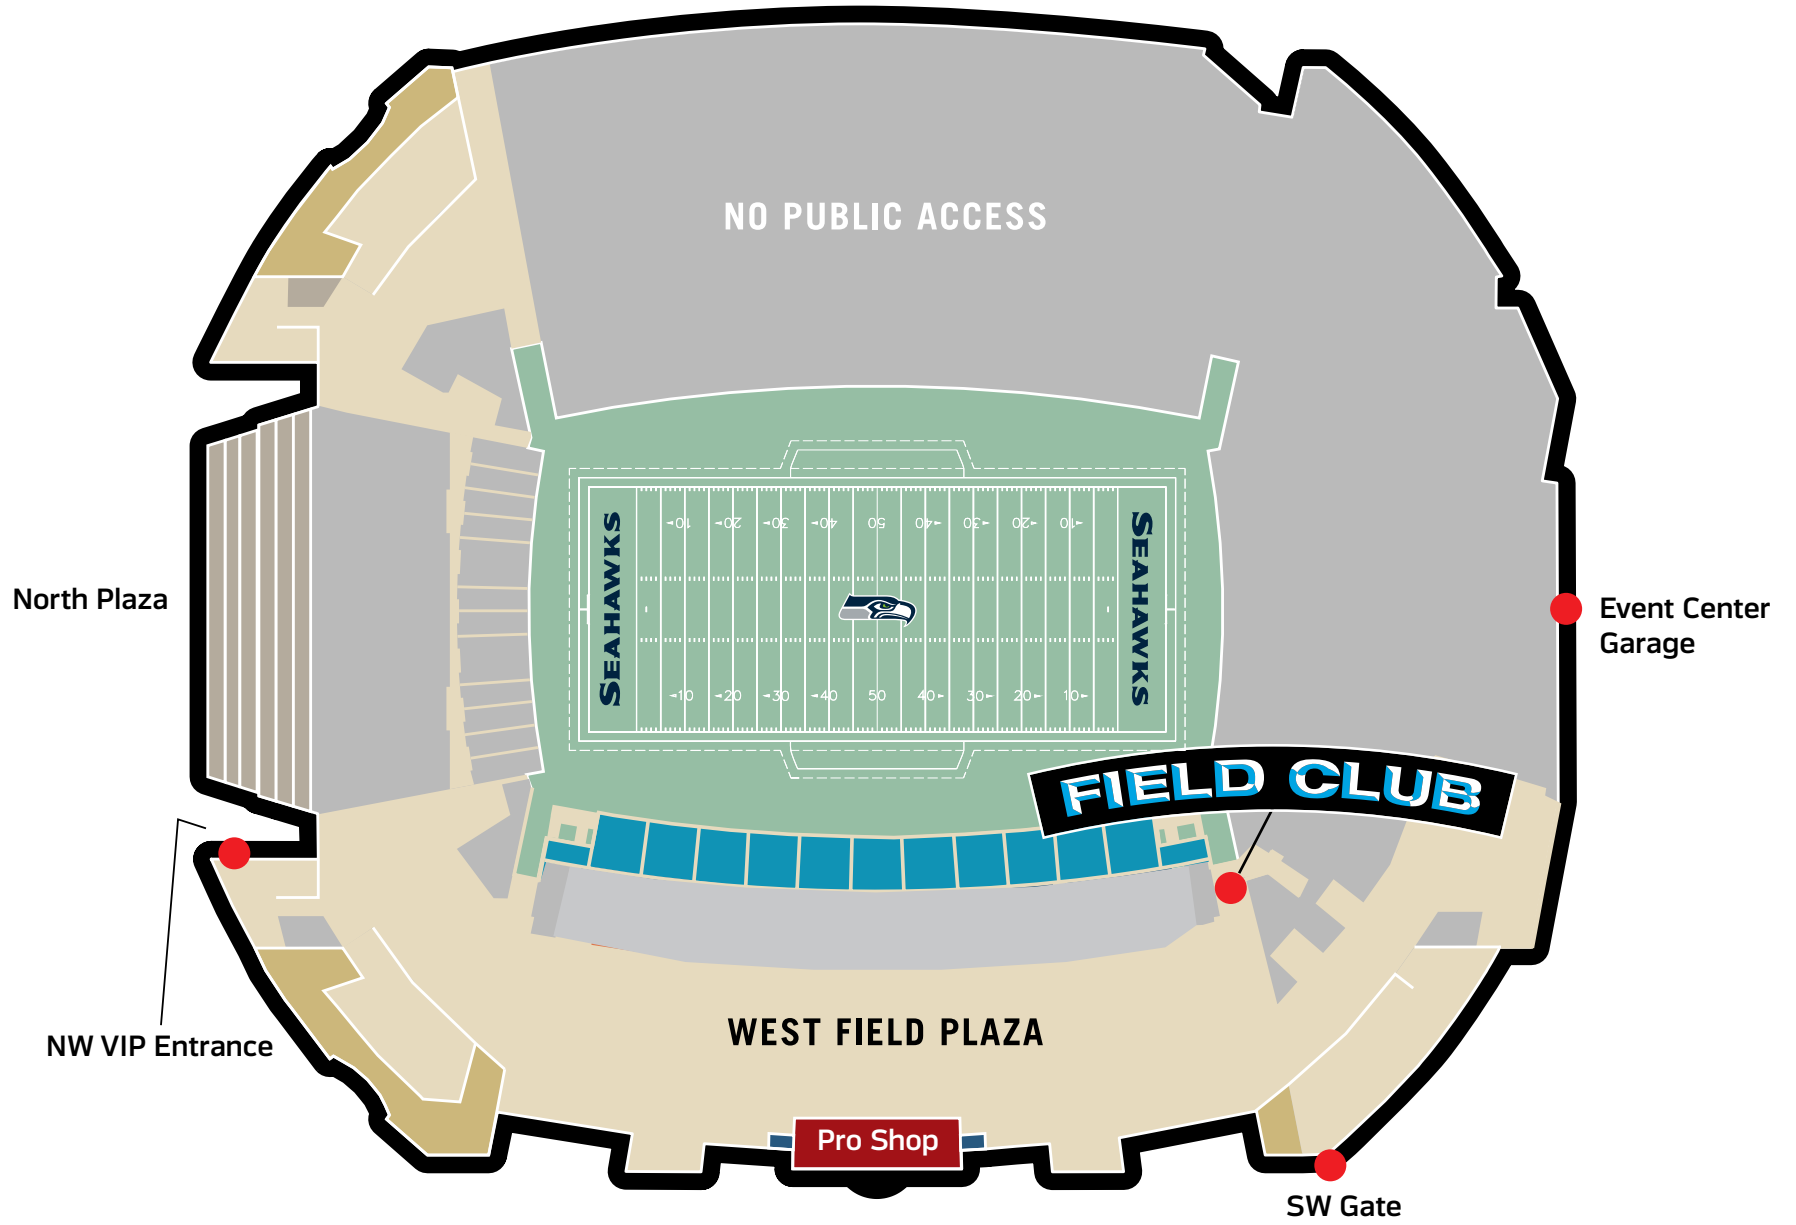 NO PUBLIC ACCESS
10 20 30 40 50 40 30 20 10
SEAHAWKS
SEAHAWKS
North Plaza
Event Center
Garage
10 20 30 40 50 40 30 20 10
FIELD CLUB
WEST FIELD PLAZA
NW VIP Entrance
Pro Shop
SW Gate